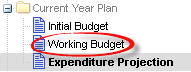 Current Year Plan
Initial Budget
Working Budget
Expenditure Projection